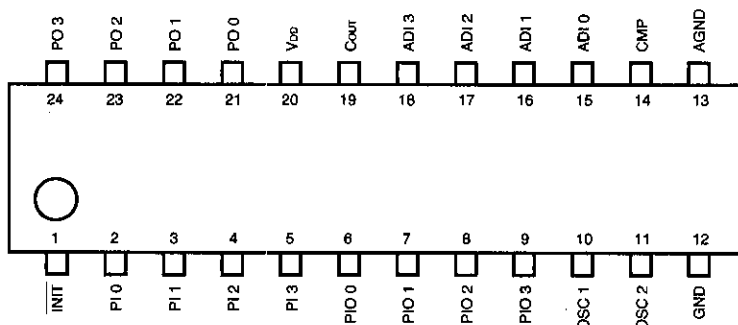 PO 3 PO 2 PO 1 PO 0 VDD COUT ADI 3 ADI 2 ADI 1 ADI 0 CMP AGND
24 23 22 21 20 19 18 17 16 15 14 13
1 2 3 4 5 6 7 8 9 10 11 12
INIT PI 0 PI 1 PI 2 PI 3 PIO 0 PIO 1 PIO 2 PIO 3 OSC 1 OSC 2 GND